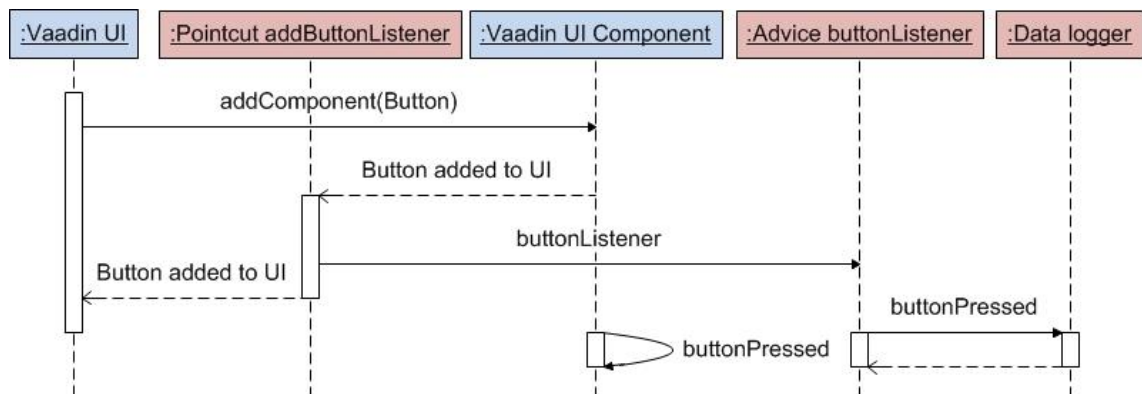 :Vaadin UI
:Pointcut addButtonListener
:Vaadin UI Component
:Advice buttonListener
:Data logger
addComponent(Button)
Button added to UI
buttonListener
Button added to UI
buttonPressed
buttonPressed